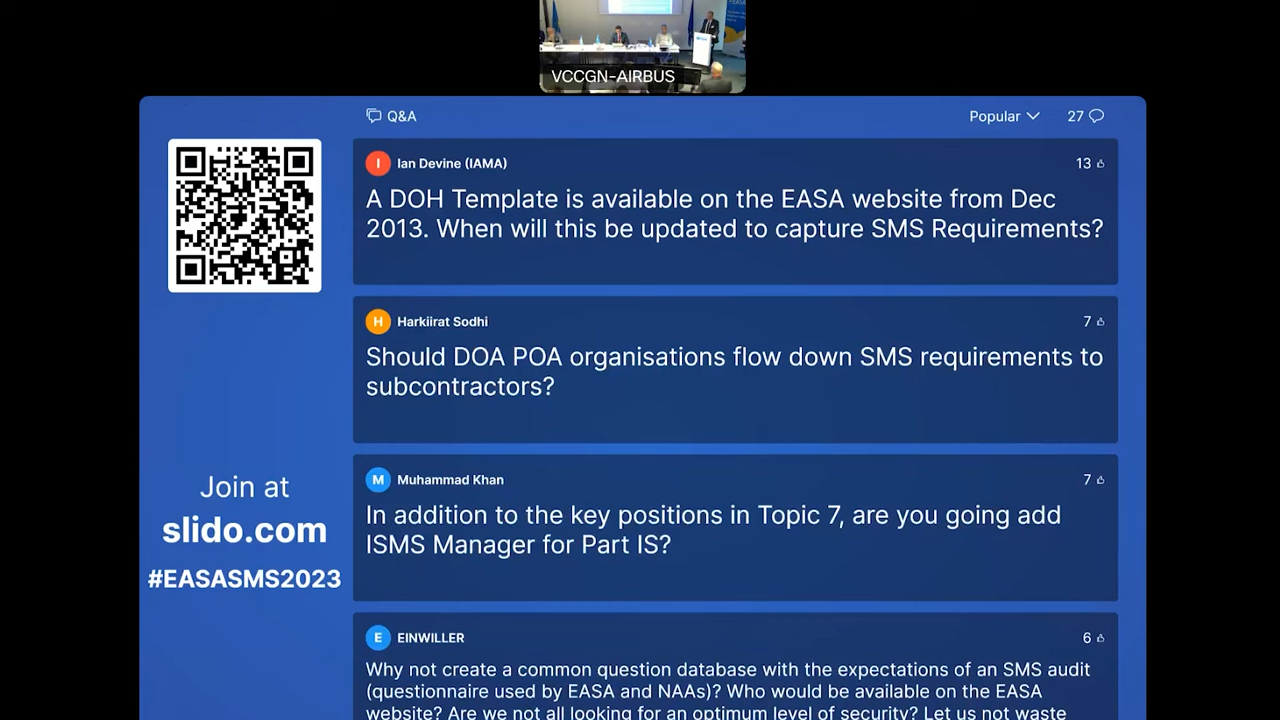 VCCGN-AIRBUS
Q&A
Popular
27
I
Ian Devine (IAMA)
13
A DOH Template is available on the EASA website from Dec
2013. When will this be updated to capture SMS Requirements?
H
Harkiirat Sodhi
7
Should DOA POA organisations flow down SMS requirements to
subcontractors?
M
Muhammad Khan
7
In addition to the key positions in Topic 7, are you going add
ISMS Manager for Part IS?
Join at
slido.com
#EASASMS2023
E
EINWILLER
6
Why not create a common question database with the expectations of an SMS audit
(questionnaire used by EASA and NAAs)? Who would be available on the EASA
website? Are we not all looking for an optimum level of security? Let us not waste